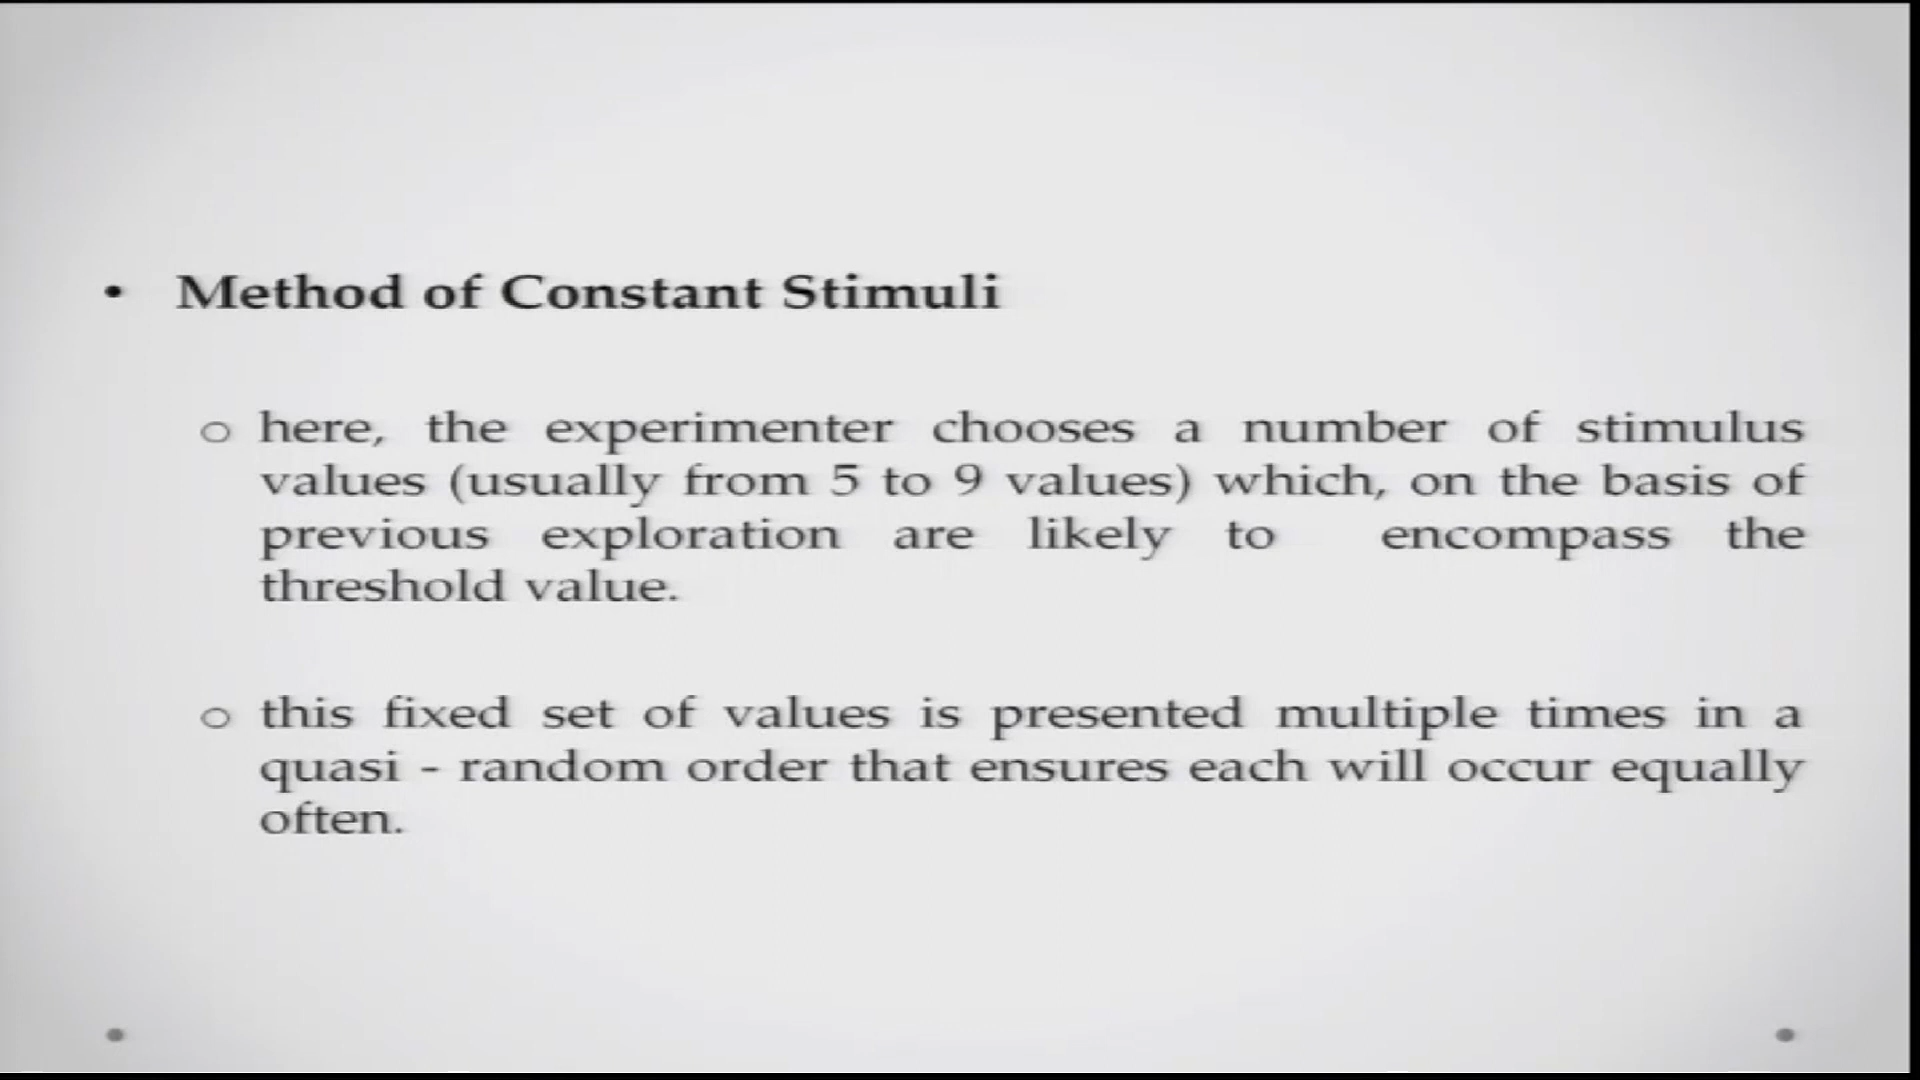 • Method of Constant Stimuli
o here, the experimenter chooses a number of stimulus
values (usually from 5 to 9 values) which, on the basis of
previous exploration are likely to encompass the
threshold value.
o this fixed set of values is presented multiple times in a
quasi - random order that ensures each will occur equally
often.